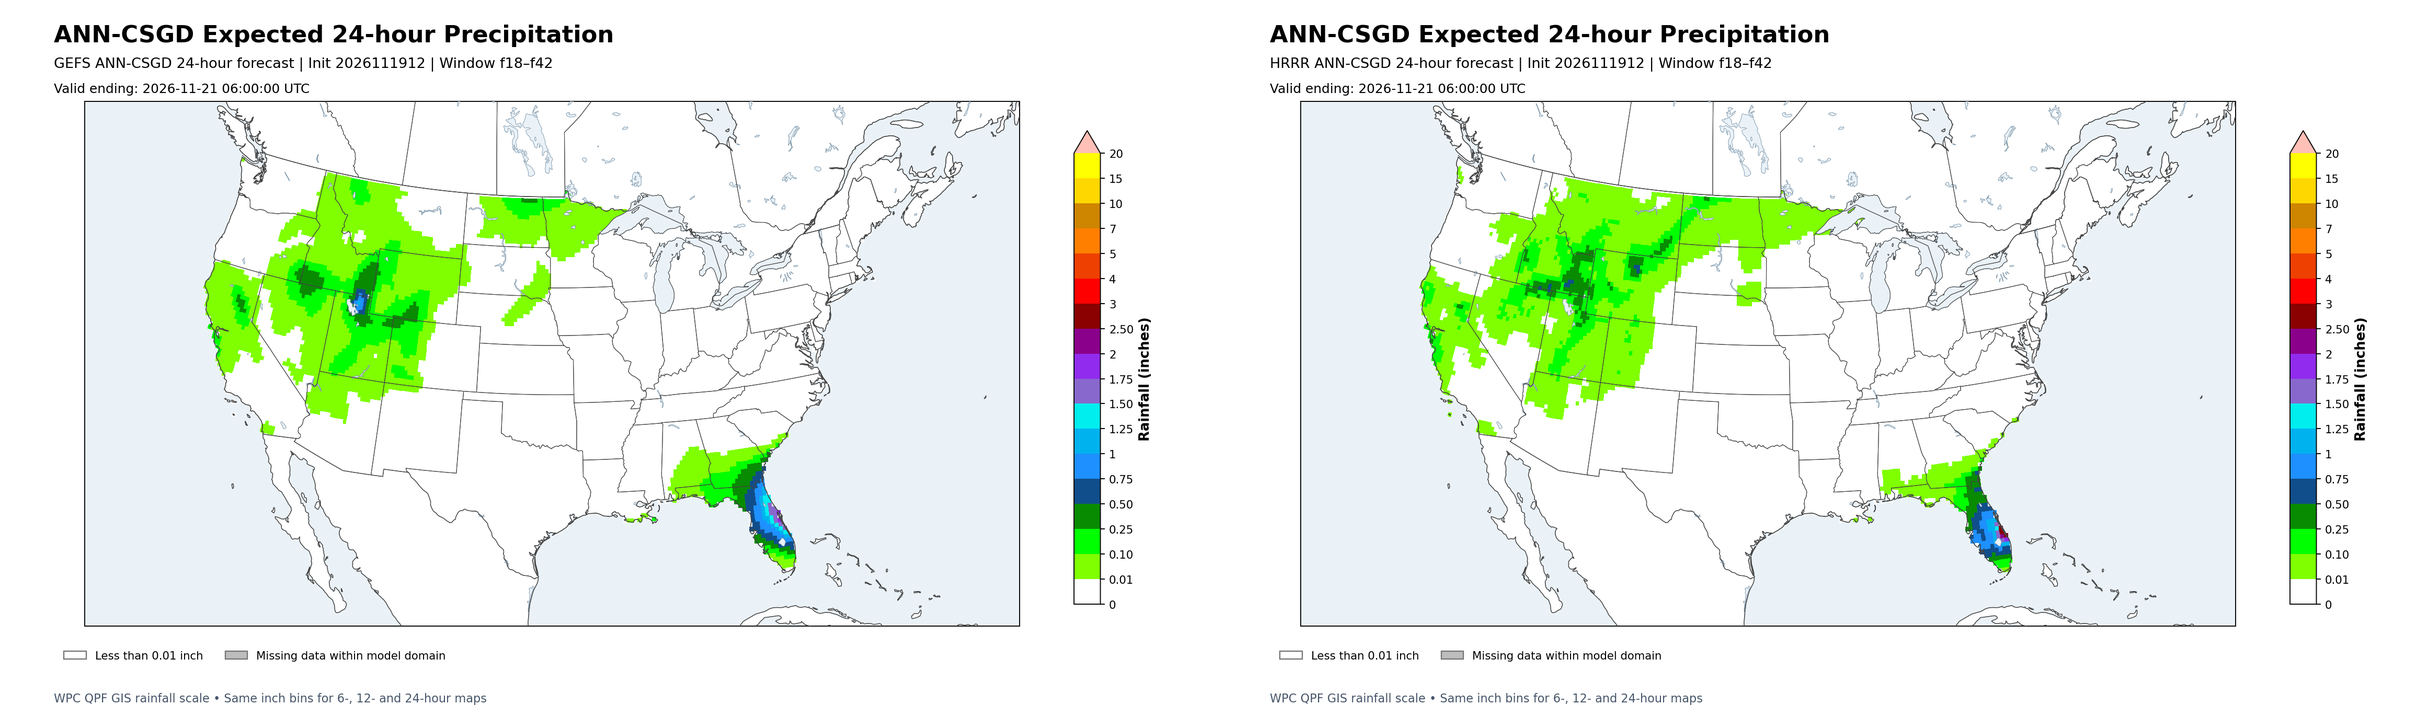 ANN-CSGD Expected 24-hour Precipitation
GEFS ANN-CSGD 24-hour forecast | Init 2026111912 | Window f18–f42
Valid ending: 2026-11-21 06:00:00 UTC
20
15
10
7
5
4
3
2.50
2
1.75
1.50
1.25
1
0.75
0.50
0.25
0.10
0.01
0
Rainfall (inches)
Less than 0.01 inch
Missing data within model domain
WPC QPF GIS rainfall scale • Same inch bins for 6-, 12- and 24-hour maps
ANN-CSGD Expected 24-hour Precipitation
HRRR ANN-CSGD 24-hour forecast | Init 2026111912 | Window f18–f42
Valid ending: 2026-11-21 06:00:00 UTC
20
15
10
7
5
4
3
2.50
2
1.75
1.50
1.25
1
0.75
0.50
0.25
0.10
0.01
0
Rainfall (inches)
Less than 0.01 inch
Missing data within model domain
WPC QPF GIS rainfall scale • Same inch bins for 6-, 12- and 24-hour maps